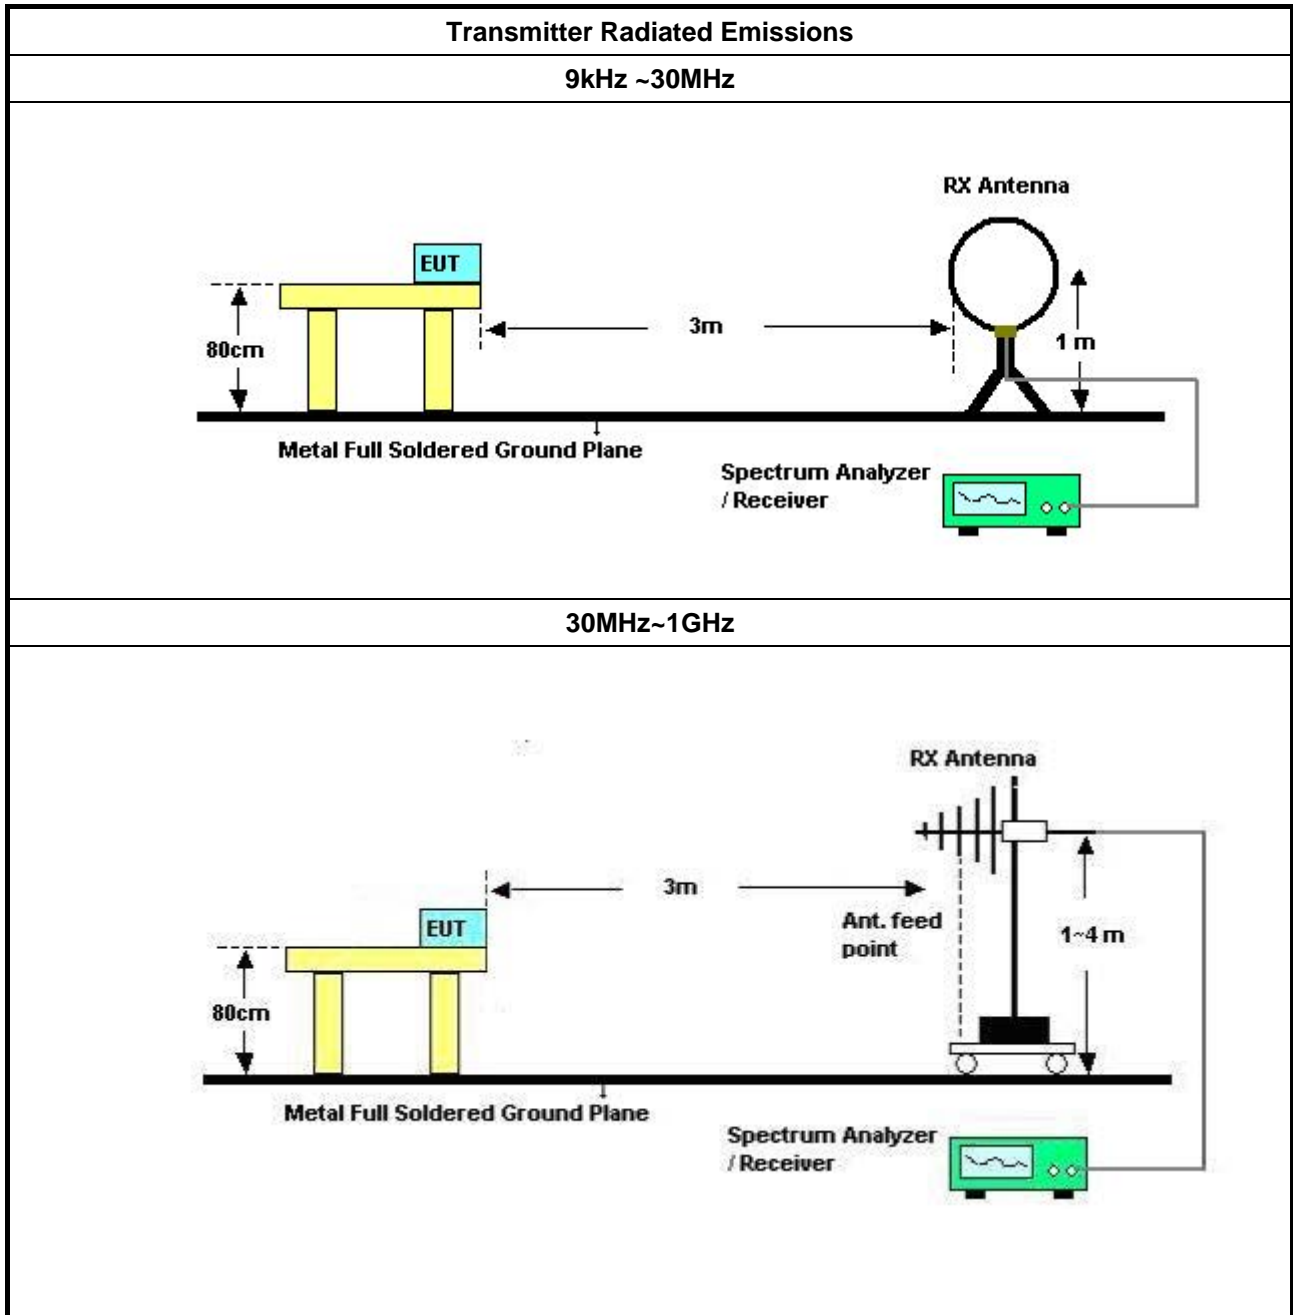 Transmitter Radiated Emissions
9kHz ~30MHz
RX Antenna
EUT
3m
80cm
1 m
Metal Full Soldered Ground Plane
Spectrum Analyzer
/ Receiver
30MHz~1GHz
RX Antenna
3m
EUT
Ant. feed
point
1~4 m
80cm
Metal Full Soldered Ground Plane
Spectrum Analyzer
/ Receiver